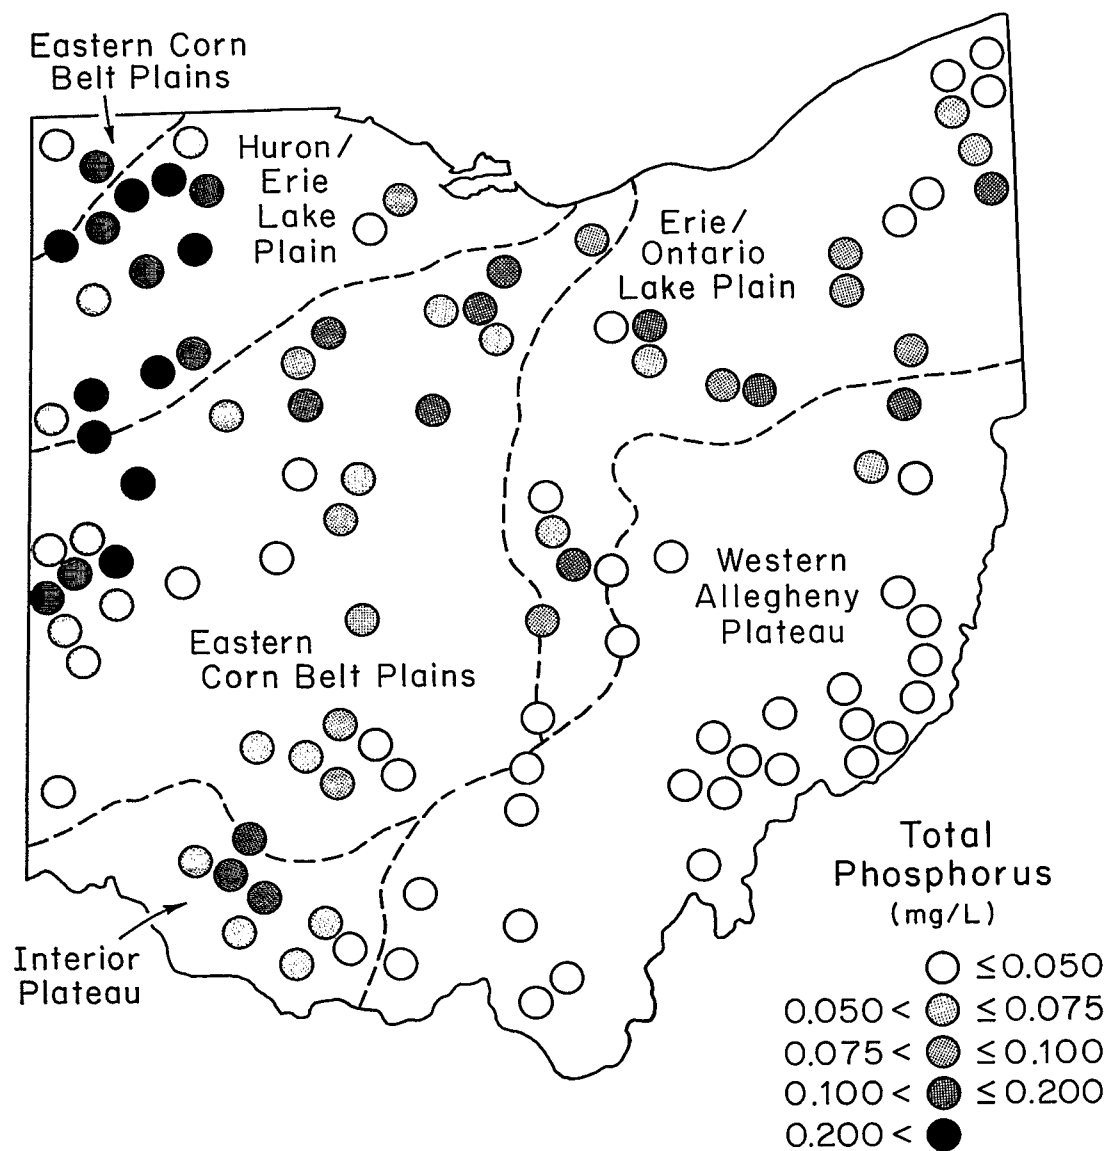 Eastern Corn
Belt Plains
Huron/
Erie
Lake
Plain
Erie/
Ontario
Lake Plain
Western
Allegheny
Plateau
Eastern
Corn Belt Plains
Interior
Plateau
Total
Phosphorus
(mg/L)
≤0.050
0.050< ≤0.075
0.075< ≤0.100
0.100< ≤0.200
0.200<